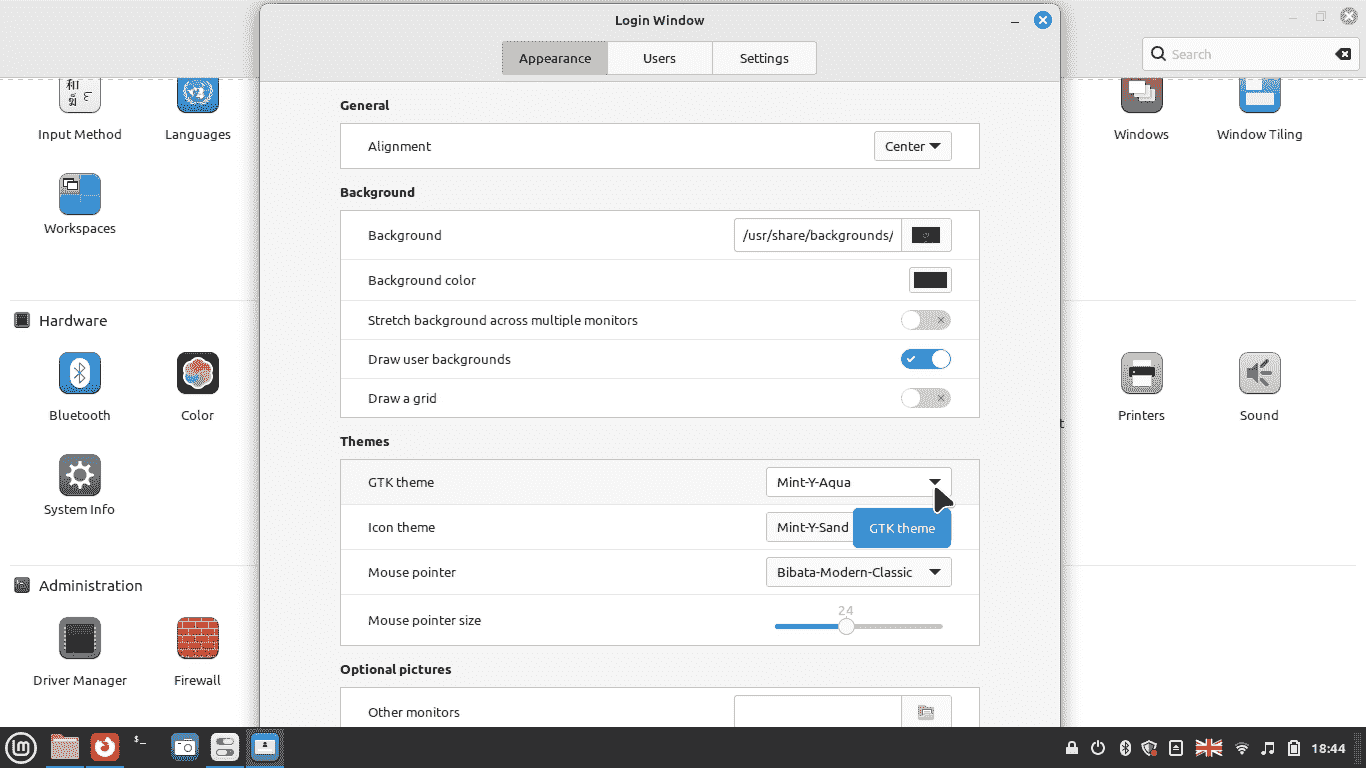 Login Window
Appearance
Users
Settings
Search
Input Method
Languages
Windows
Window Tiling
Workspaces
General
Alignment
Center
Background
Background
/usr/share/backgrounds/
Background color
Stretch background across multiple monitors
Draw user backgrounds
Draw a grid
Hardware
Bluetooth
Color
Printers
Sound
System Info
Themes
GTK theme
Mint-Y-Aqua
Icon theme
Mint-Y-Sand
GTK theme
Mouse pointer
Bibata-Modern-Classic
Mouse pointer size
24
Administration
Driver Manager
Firewall
Optional pictures
Other monitors
18:44